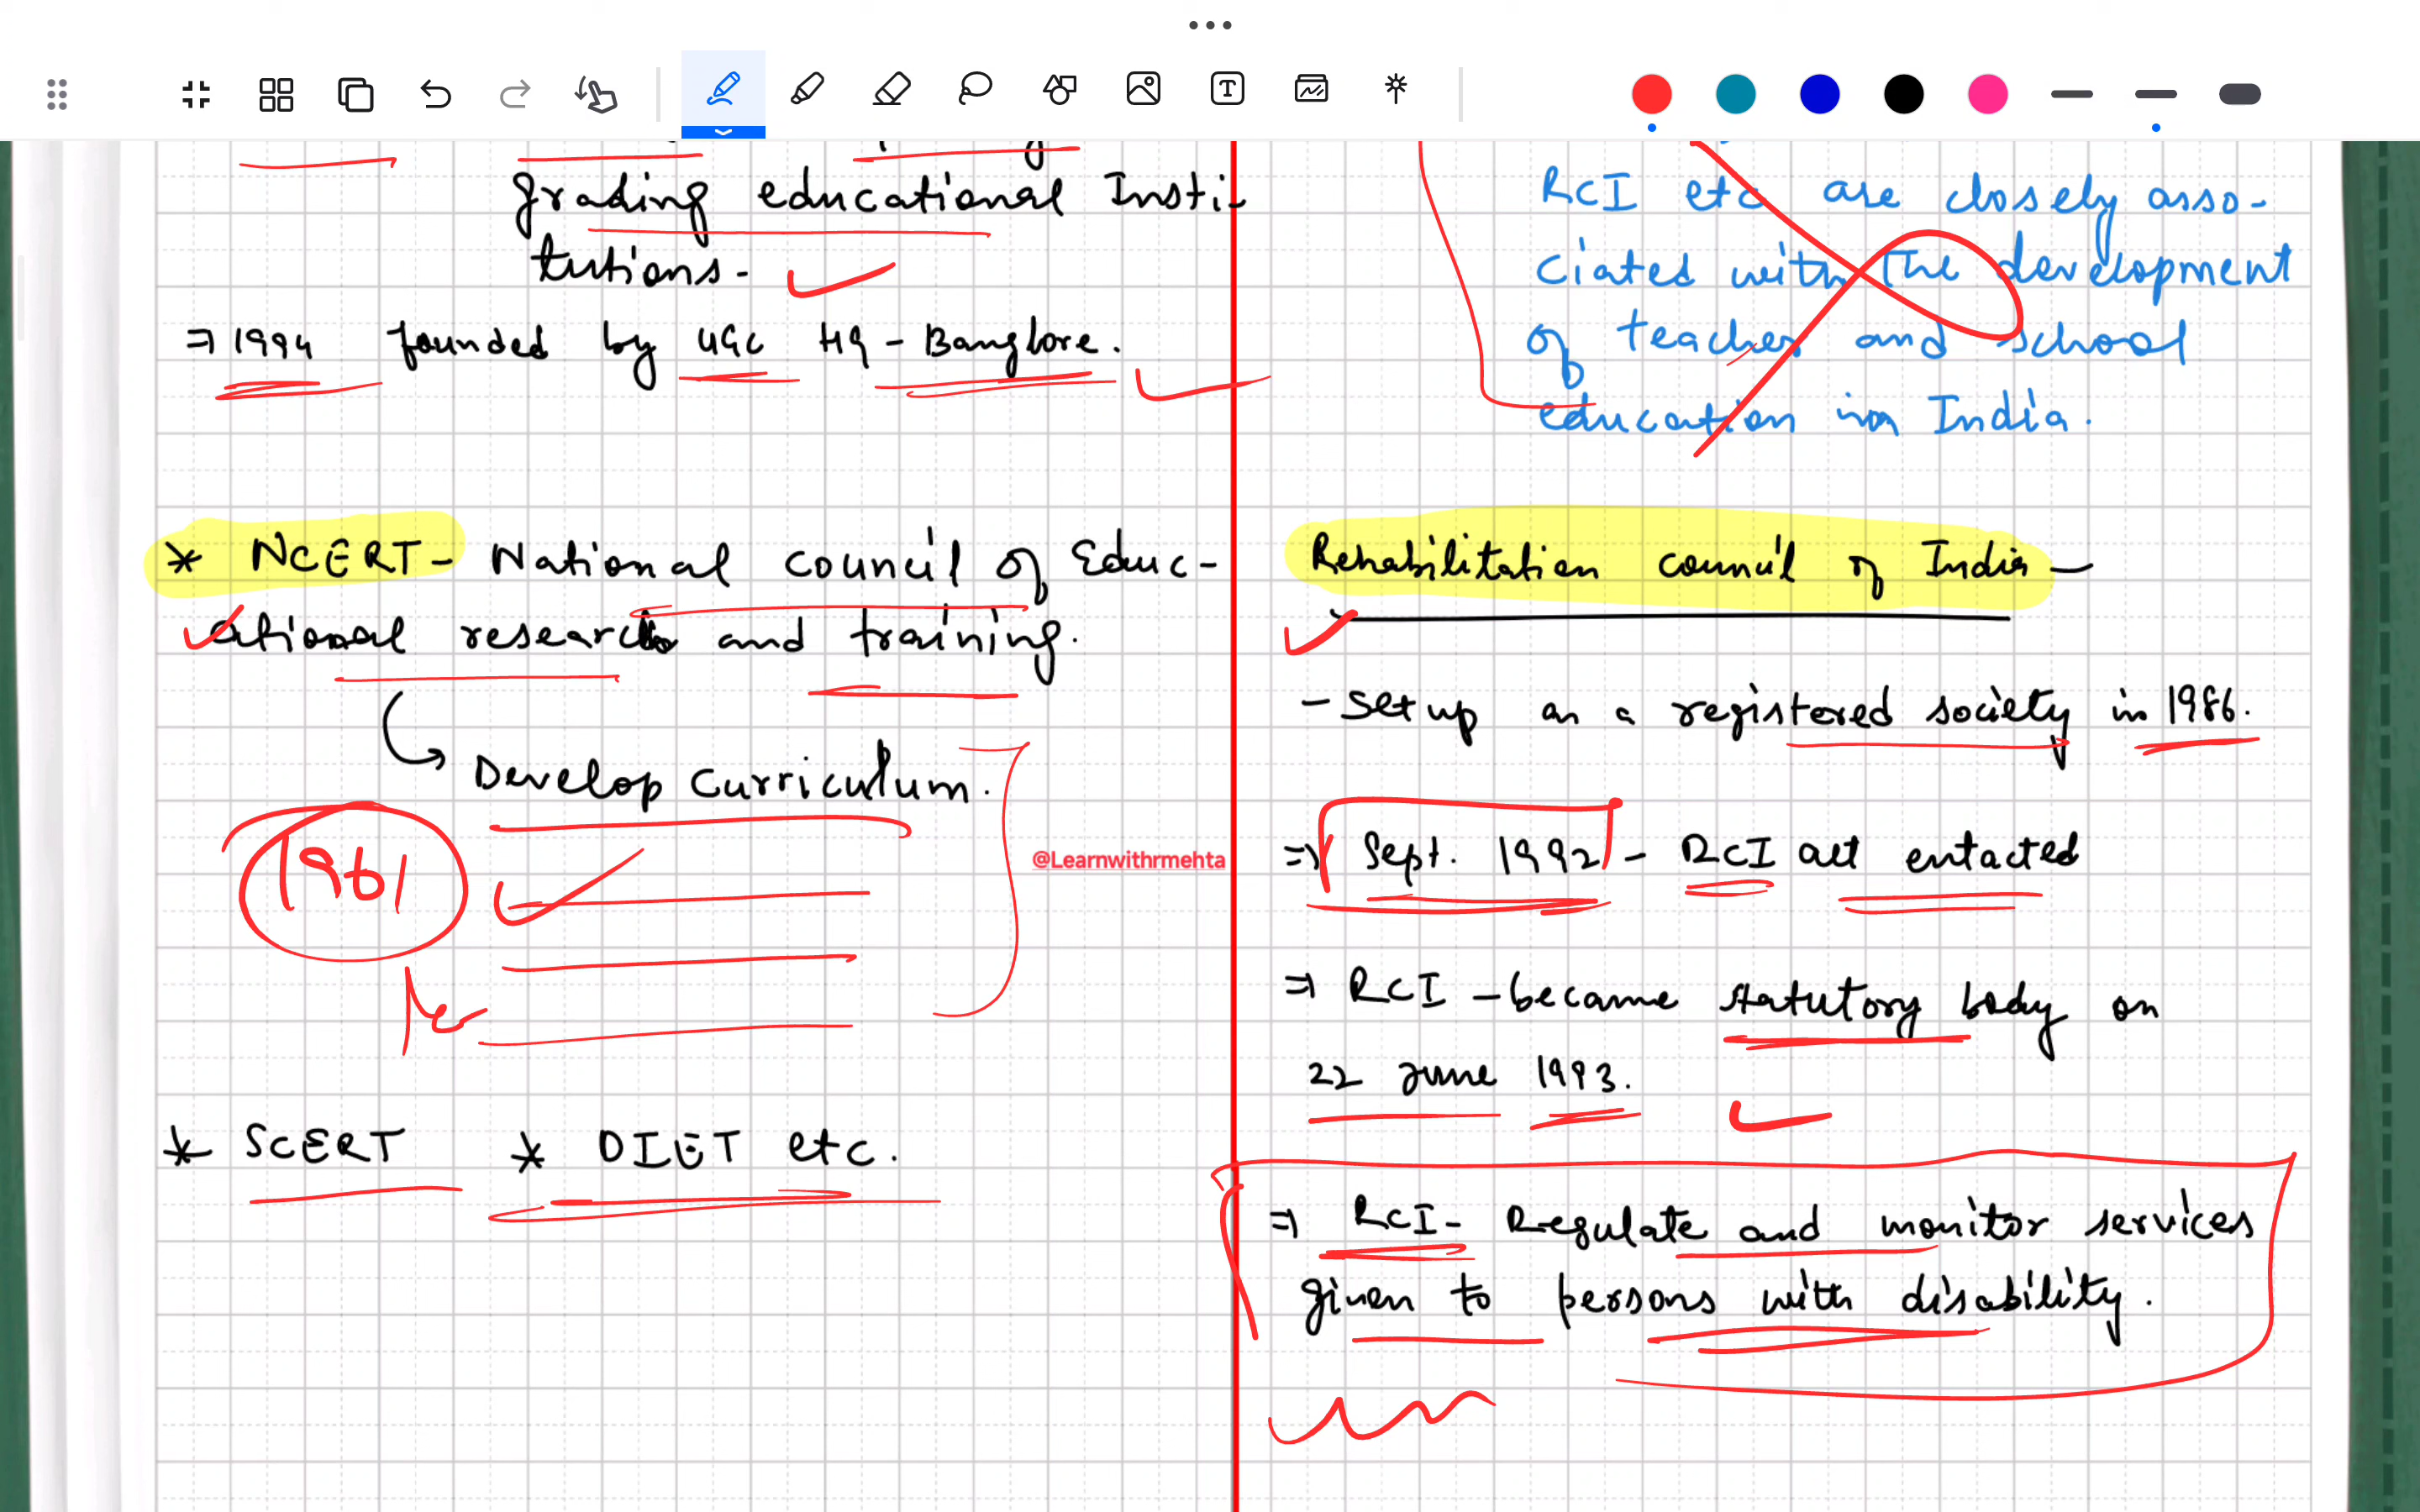 grading educational Insti-
tutions-
⇒ 1994 founded by UGC HQ - Banglore.
* NCERT - National council of Educ-
ational research and training.
Develop Curriculum.
1961
* SCERT * DIET etc.
@Learnwithrmehta
RCI etc are closely asso-
ciated with the development
of teacher and school
education in India.
Rehabilitation council of India -
- Set up as a registered society in 1986.
⇒ Sept. 1992 - RCI act entacted
⇒ RCI - became statutory body on
22 june 1993.
⇒ RCI - Regulate and monitor services
given to persons with disability.